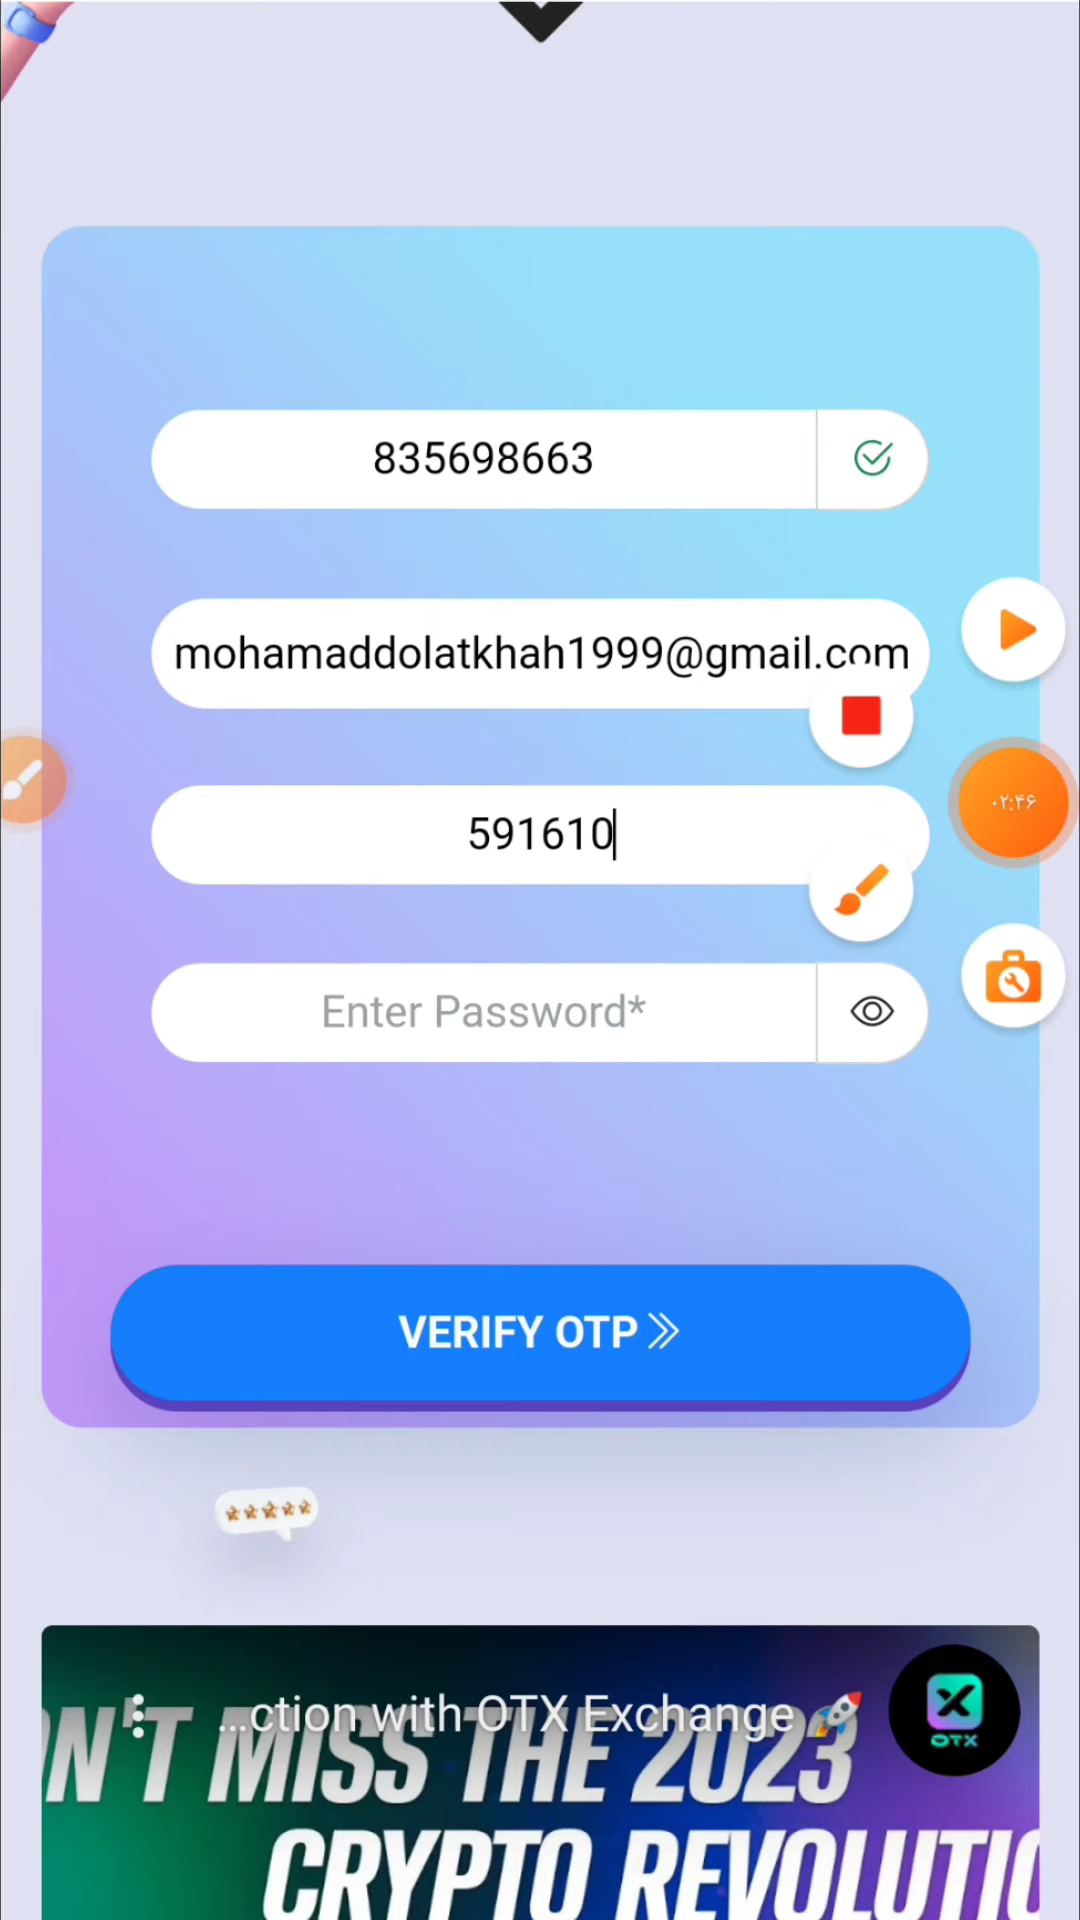 835698663
mohamaddolatkhah1999@gmail.com
۰۲:۴۶
591610
Enter Password*
VERIFY OTP
...ction with OTX Exchange 🚀
OTX
N'T MISS THE 2023
CRYPTO REVOLUTIO